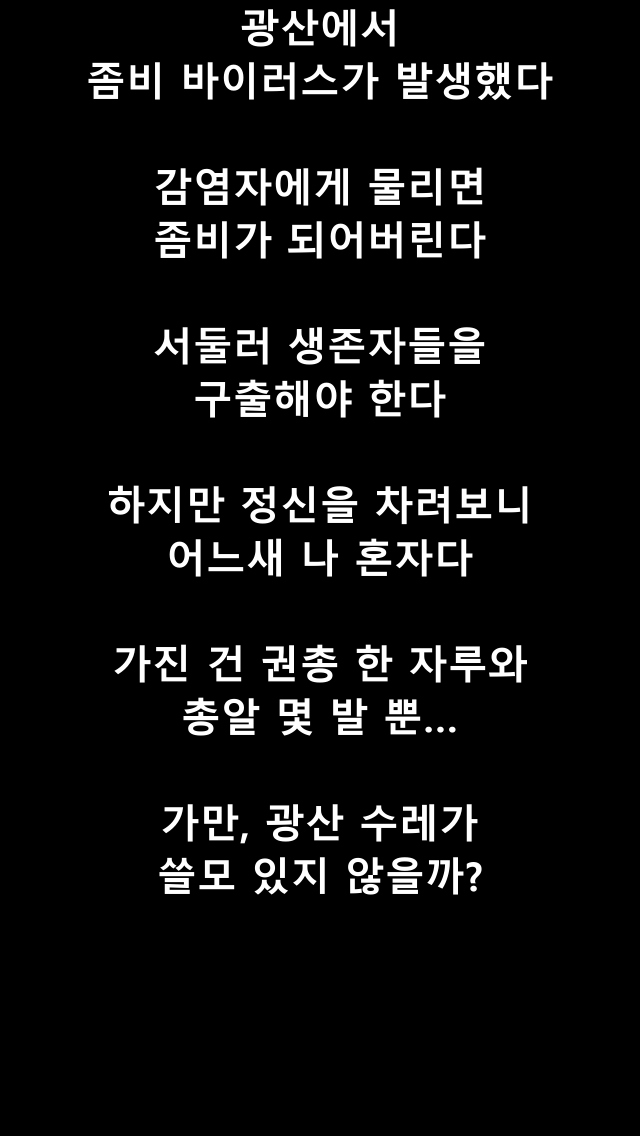 광산에서
좀비 바이러스가 발생했다
감염자에게 물리면
좀비가 되어버린다
서둘러 생존자들을
구출해야 한다
하지만 정신을 차려보니
어느새 나 혼자다
가진 건 권총 한 자루와
총알 몇 발 뿐...
가만, 광산 수레가
쓸모 있지 않을까?